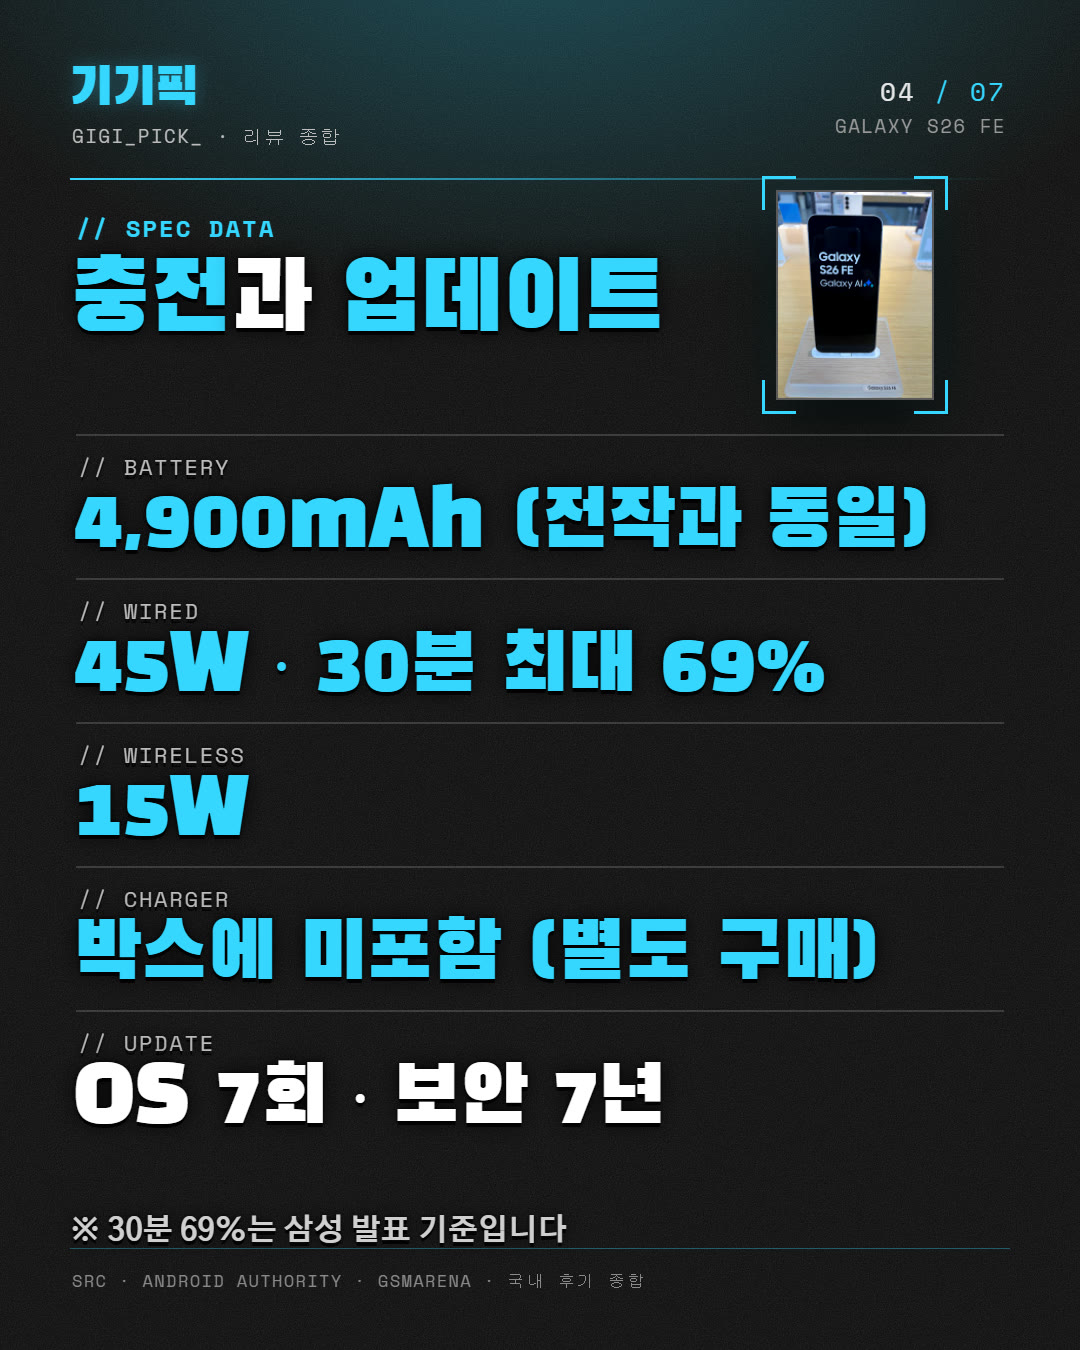 기기픽
GIGI_PICK_ · 리뷰 종합
04 / 07
GALAXY S26 FE
// SPEC DATA
충전과 업데이트
Galaxy
S26 FE
Galaxy AI
// BATTERY
4,900mAh (전작과 동일)
// WIRED
45W · 30분 최대 69%
// WIRELESS
15W
// CHARGER
박스에 미포함 (별도 구매)
// UPDATE
OS 7회 · 보안 7년
※ 30분 69%는 삼성 발표 기준입니다
SRC · ANDROID AUTHORITY · GSMARENA · 국내 후기 종합